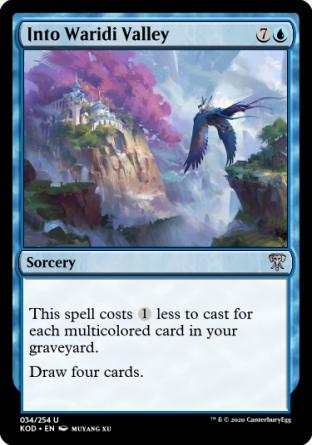 Into Waridi Valley 7
Sorcery
This spell costs 1 less to cast for
each multicolored card in your
graveyard.
Draw four cards.
034/254 U
KOD • EN MUYANG XU
™ & © 2020 CanterburyEgg